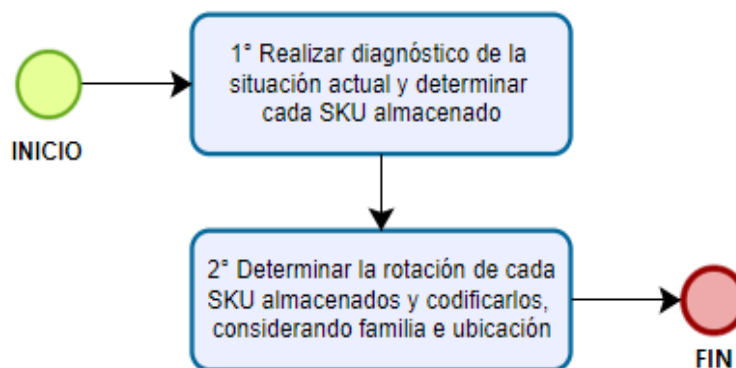 1° Realizar diagnóstico de la
situación actual y determinar
cada SKU almacenado
INICIO
2° Determinar la rotación de cada
SKU almacenados y codificarlos,
considerando familia e ubicación
FIN